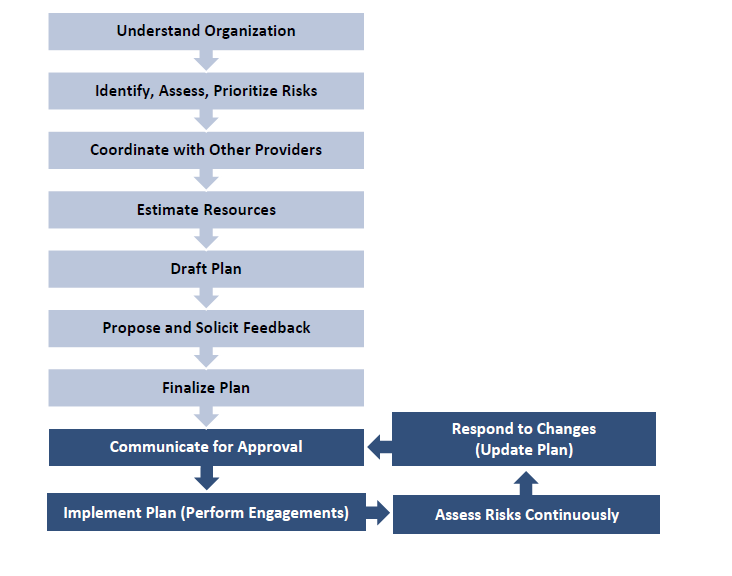 Understand Organization
Identify, Assess, Prioritize Risks
Coordinate with Other Providers
Estimate Resources
Draft Plan
Propose and Solicit Feedback
Finalize Plan
Communicate for Approval
Respond to Changes
(Update Plan)
Implement Plan (Perform Engagements)
Assess Risks Continuously